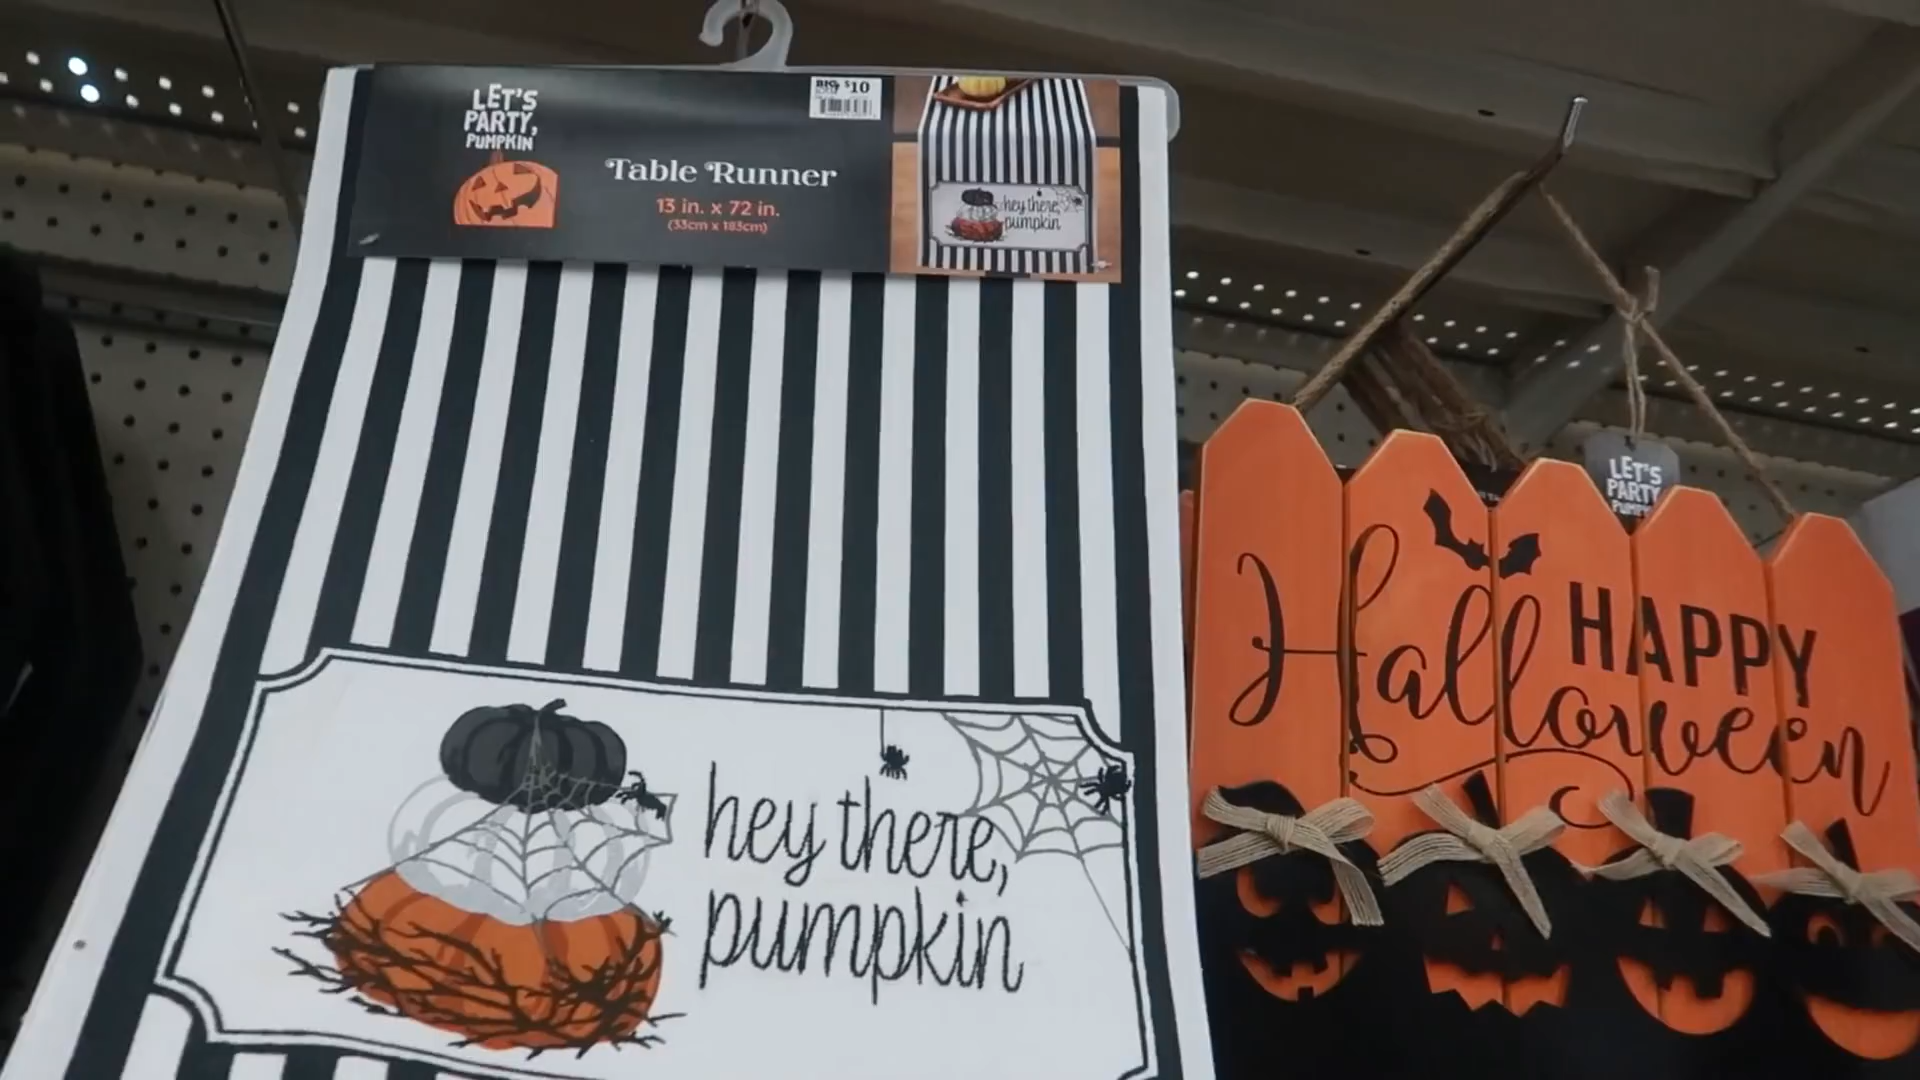 LET'S
PARTY,
PUMPKIN
BIG $10
Table Runner
13 in. x 72 in.
(33cm x 183cm)
hey there,
pumpkin
hey there,
pumpkin
LET'S
PARTY
PUMPK
HAPPY
Halloween